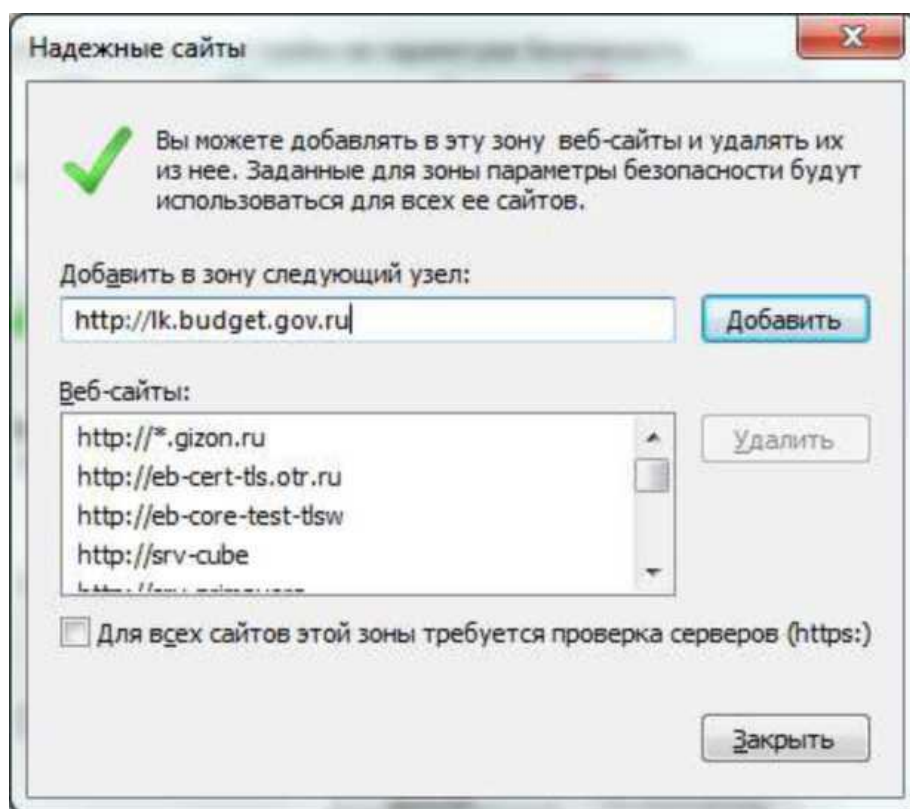 Надежные сайты
Вы можете добавлять в эту зону веб-сайты и удалять их
из нее. Заданные для зоны параметры безопасности будут
использоваться для всех ее сайтов.
Добавить в зону следующий узел:
http://lk.budget.gov.ru
Добавить
Веб-сайты:
http://*.gizon.ru
Удалить
http://eb-cert-tls.otr.ru
http://eb-core-test-tlsw
http://srv-cube
Для всех сайтов этой зоны требуется проверка серверов (https:)
Закрыть